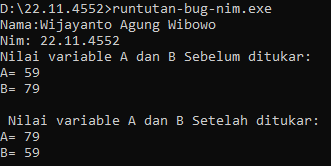 D:\22.11.4552>runtutan-bug-nim.exe
Nama:Wijayanto Agung Wibowo
Nim: 22.11.4552
Nilai variable A dan B Sebelum ditukar:
A= 59
B= 79
Nilai variable A dan B Setelah ditukar:
A= 79
B= 59